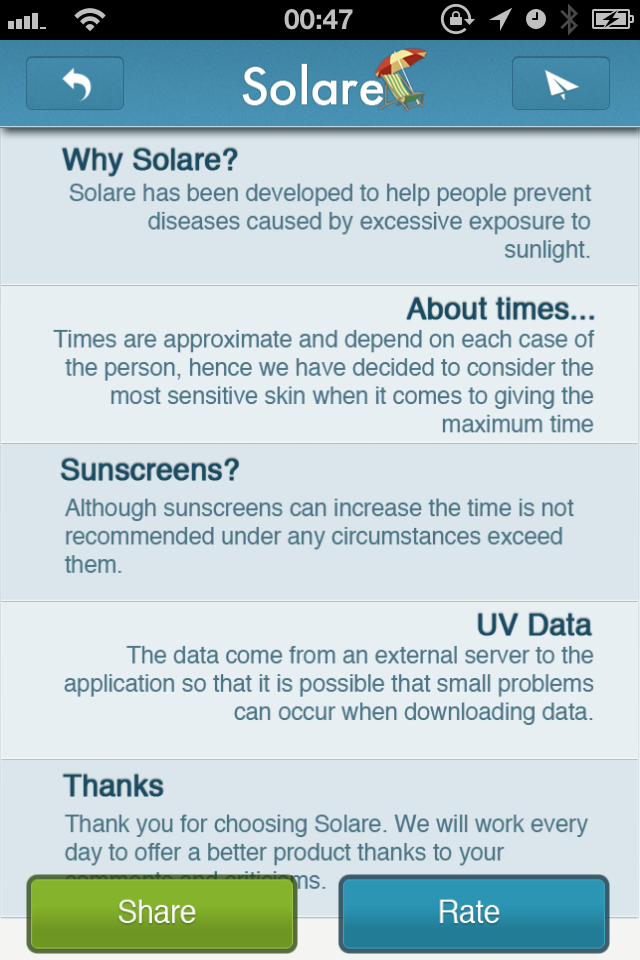 00:47
Solare
Why Solare?
Solare has been developed to help people prevent
diseases caused by excessive exposure to
sunlight.
About times...
Times are approximate and depend on each case of
the person, hence we have decided to consider the
most sensitive skin when it comes to giving the
maximum time
Sunscreens?
Although sunscreens can increase the time is not
recommended under any circumstances exceed
them.
UV Data
The data come from an external server to the
application so that it is possible that small problems
can occur when downloading data.
Thanks
Thank you for choosing Solare. We will work every
day to offer a better product thanks to your
comments and criticisms.
Share
Rate